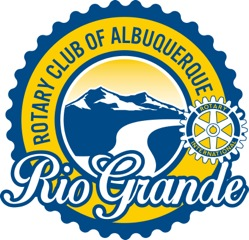 ROTARY CLUB OF ALBUQUERQUE
Rio Grande
ROTARY
INTERNATIONAL